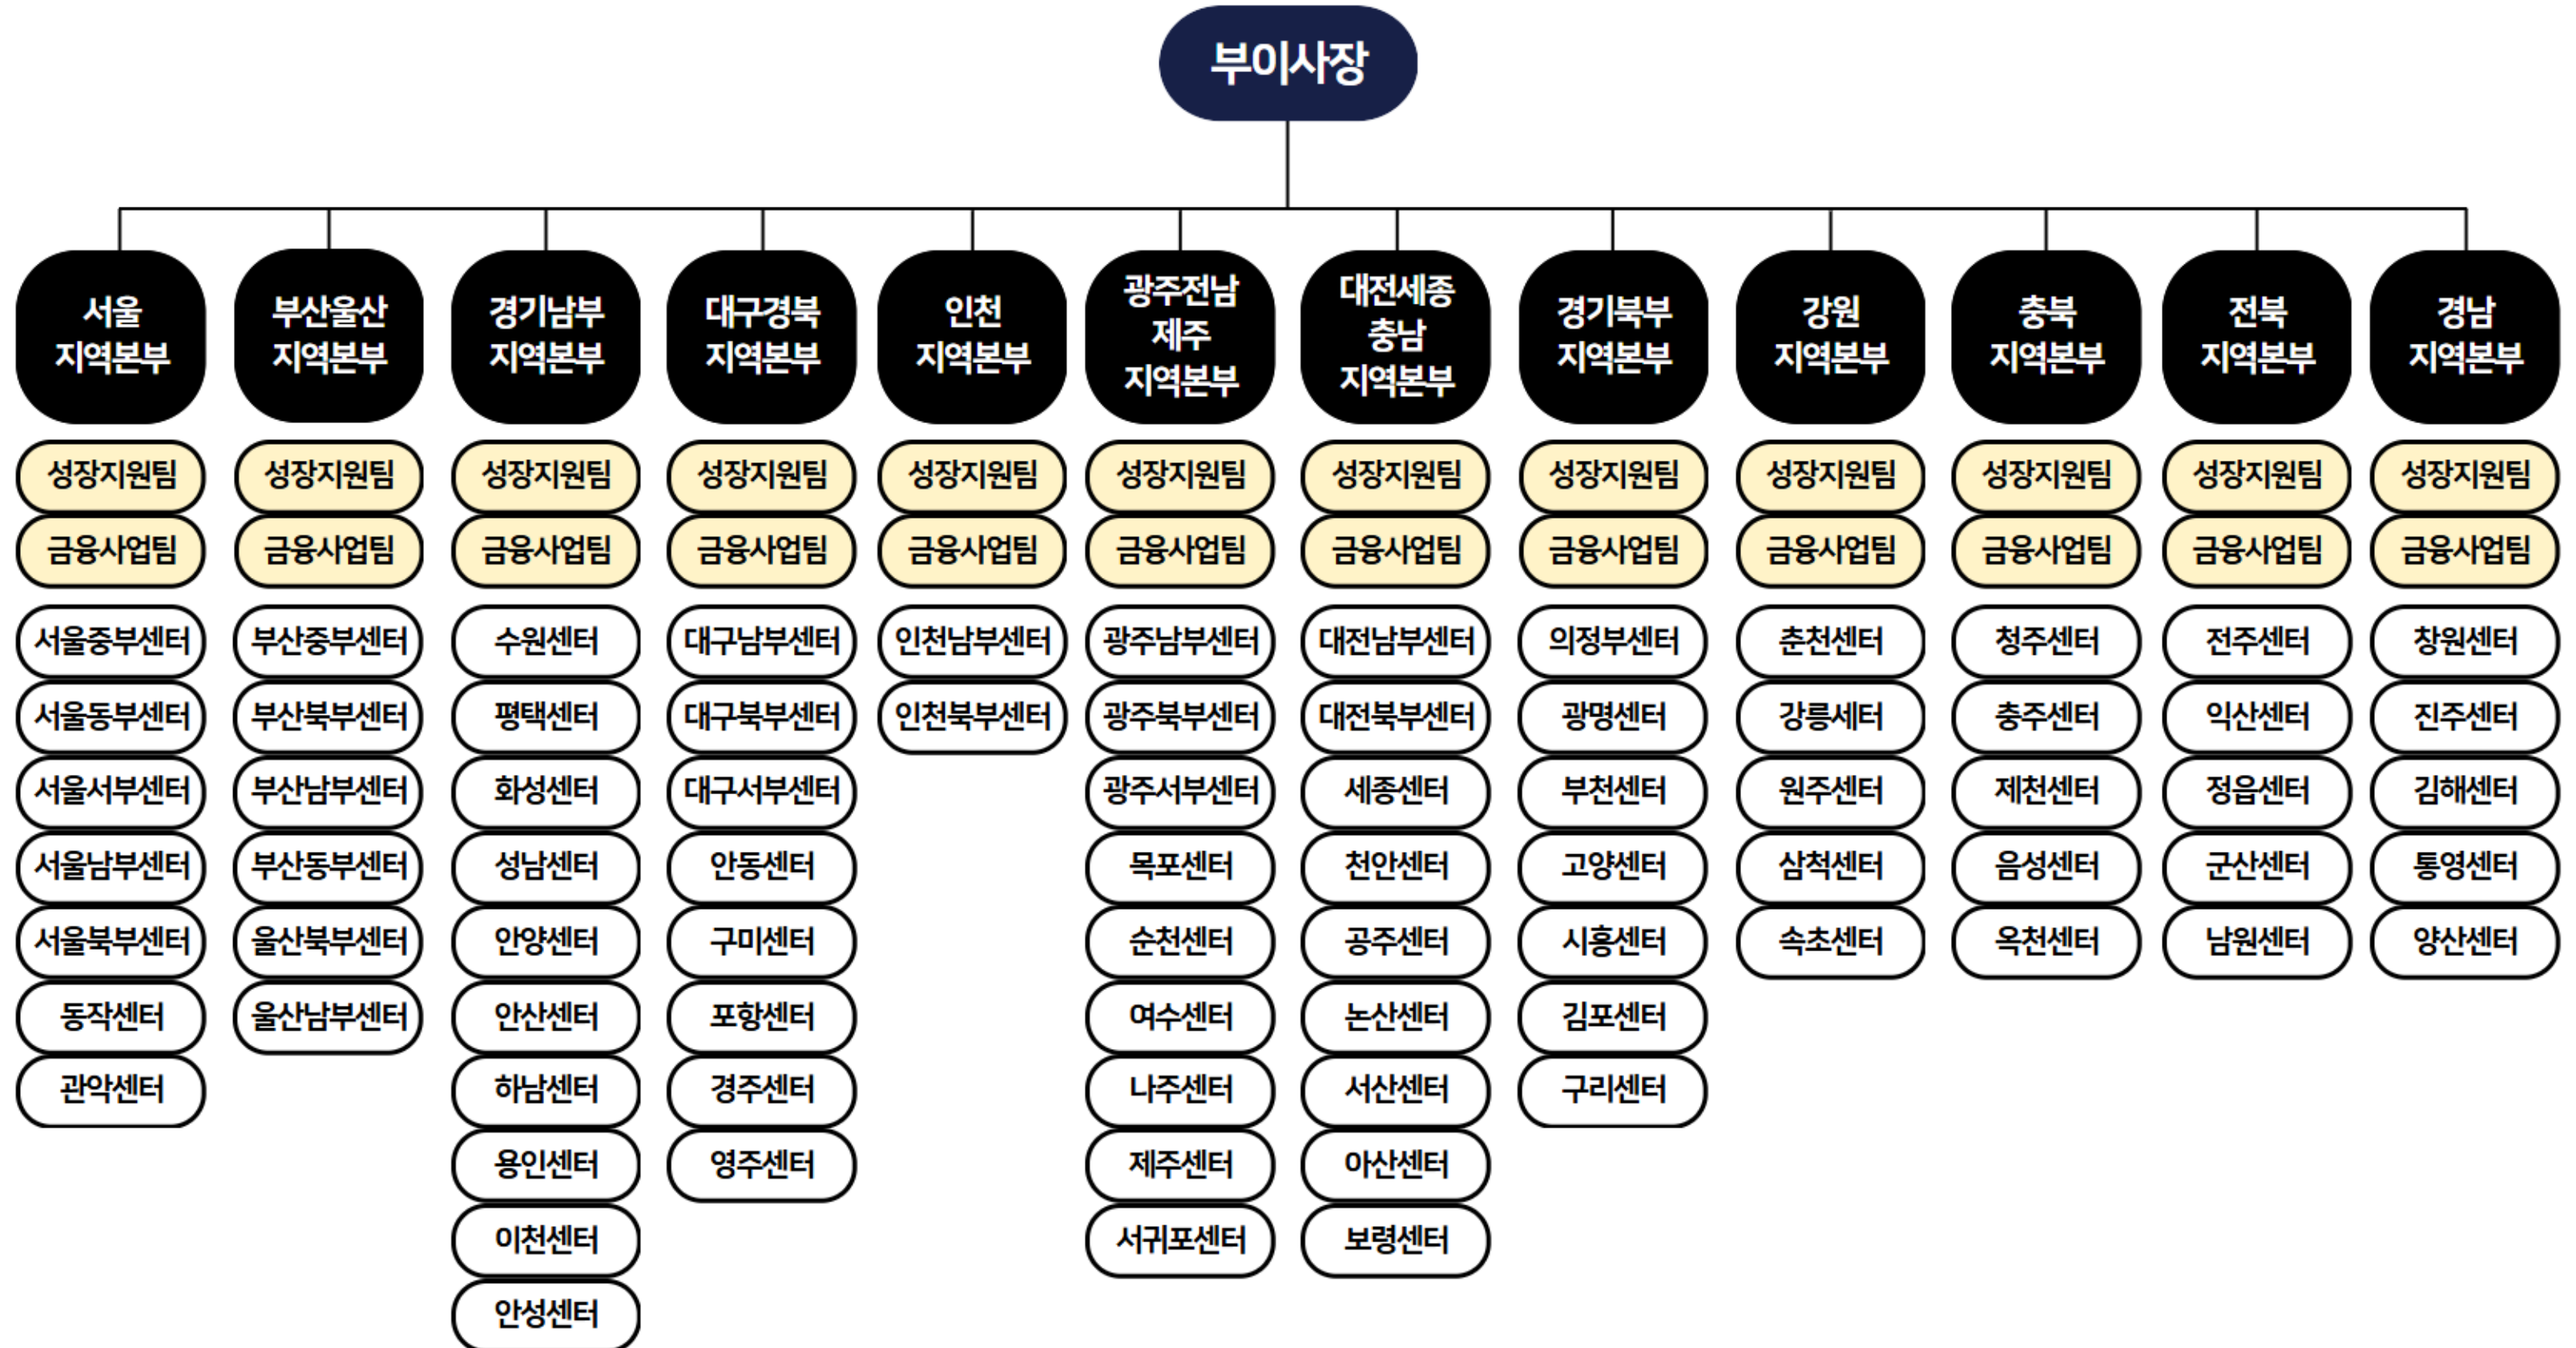 부이사장
서울
지역본부
성장지원팀
금융사업팀
서울중부센터
서울동부센터
서울서부센터
서울남부센터
서울북부센터
동작센터
관악센터
부산울산
지역본부
성장지원팀
금융사업팀
부산중부센터
부산북부센터
부산남부센터
부산동부센터
울산북부센터
울산남부센터
경기남부
지역본부
성장지원팀
금융사업팀
수원센터
평택센터
화성센터
성남센터
안양센터
안산센터
하남센터
용인센터
이천센터
안성센터
대구경북
지역본부
성장지원팀
금융사업팀
대구남부센터
대구북부센터
대구서부센터
안동센터
구미센터
포항센터
경주센터
영주센터
인천
지역본부
성장지원팀
금융사업팀
인천남부센터
인천북부센터
광주전남
제주
지역본부
성장지원팀
금융사업팀
광주남부센터
광주북부센터
광주서부센터
목포센터
순천센터
여수센터
나주센터
제주센터
서귀포센터
대전세종
충남
지역본부
성장지원팀
금융사업팀
대전남부센터
대전북부센터
세종센터
천안센터
공주센터
논산센터
서산센터
아산센터
보령센터
경기북부
지역본부
성장지원팀
금융사업팀
의정부센터
광명센터
부천센터
고양센터
시흥센터
김포센터
구리센터
강원
지역본부
성장지원팀
금융사업팀
춘천센터
강릉세터
원주센터
삼척센터
속초센터
충북
지역본부
성장지원팀
금융사업팀
청주센터
충주센터
제천센터
음성센터
옥천센터
전북
지역본부
성장지원팀
금융사업팀
전주센터
익산센터
정읍센터
군산센터
남원센터
경남
지역본부
성장지원팀
금융사업팀
창원센터
진주센터
김해센터
통영센터
양산센터